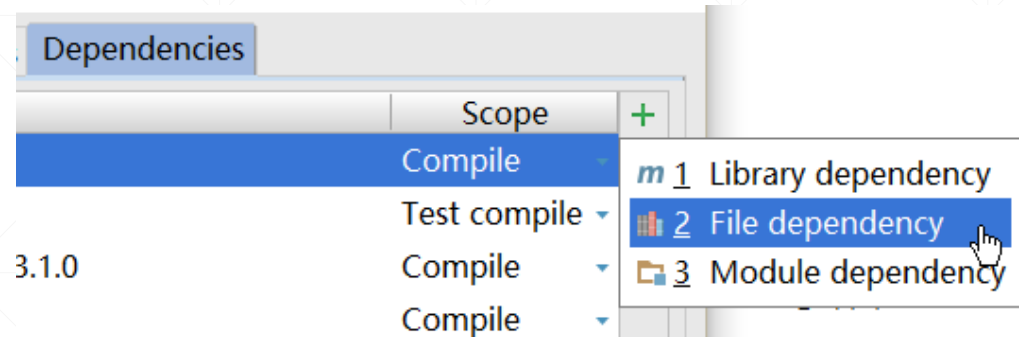 Dependencies
Scope
Compile
1 Library dependency
Test compile
2 File dependency
3.1.0
Compile
3 Module dependency
Compile